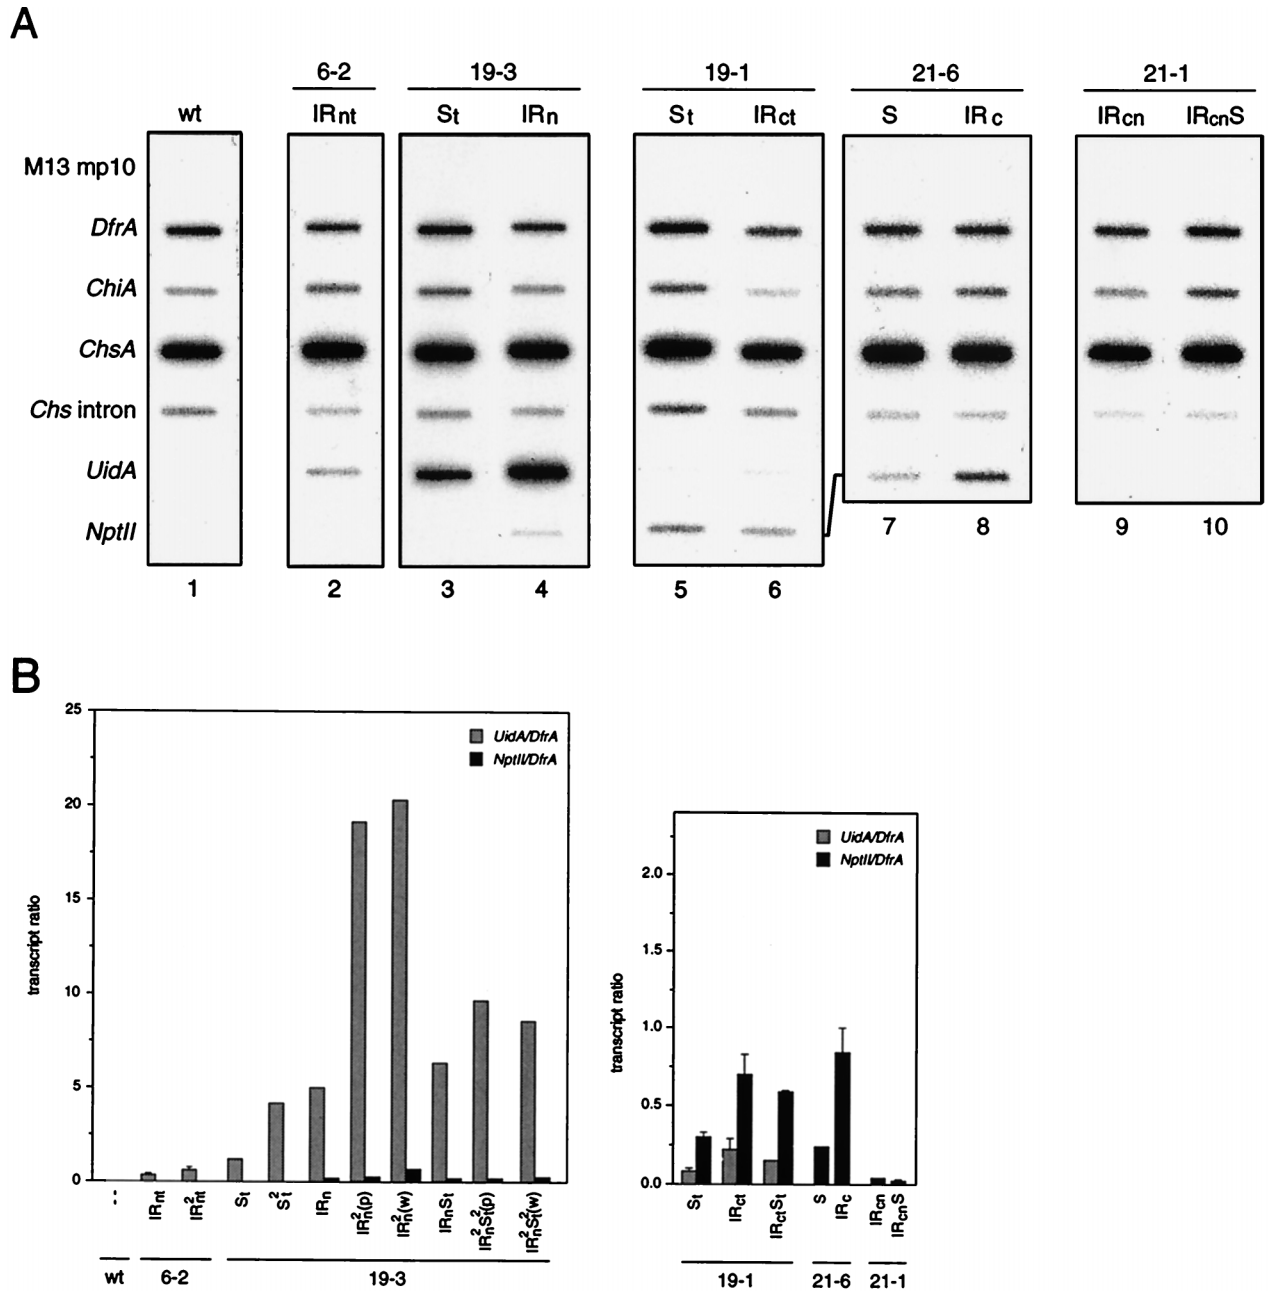 A
6-2 19-3 19-1 21-6 21-1
wt IRnt St IRn St IRct S IRc IRcn IRcnS
M13 mp10
DfrA
ChiA
ChsA
Chs intron
UidA
NptII
7 8 9 10
1 2 3 4 5 6
B
25
20
15
10
5
0
transcript ratio
UidA/DfrA
NptII/DfrA
-- IRnt IR²nt St S²t IRn IR²n(p) IR²n(w) IRnSt IR²nS²t(p) IR²nS²t(w)
wt 6-2 19-3
2.0
1.5
1.0
0.5
0.0
transcript ratio
UidA/DfrA
NptII/DfrA
St IRct IRctSt S IRc IRcn IRcnS
19-1 21-6 21-1